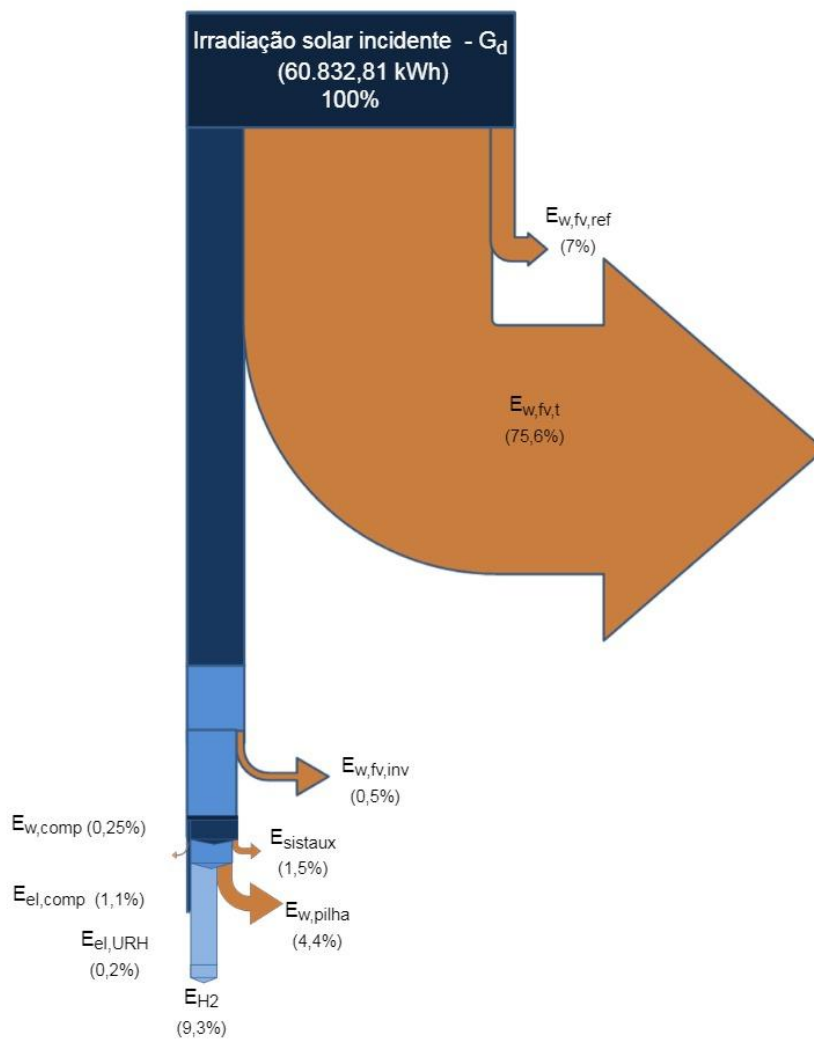 Irradiação solar incidente - Gd
(60.832,81 kWh)
100%
Ew,fv,ref
(7%)
Ew,fv,t
(75,6%)
Ew,fv,inv
(0,5%)
Ew,comp (0,25%)
Esistaux
(1,5%)
Eel,comp (1,1%)
Ew,pilha
(4,4%)
Eel,URH
(0,2%)
EH2
(9,3%)